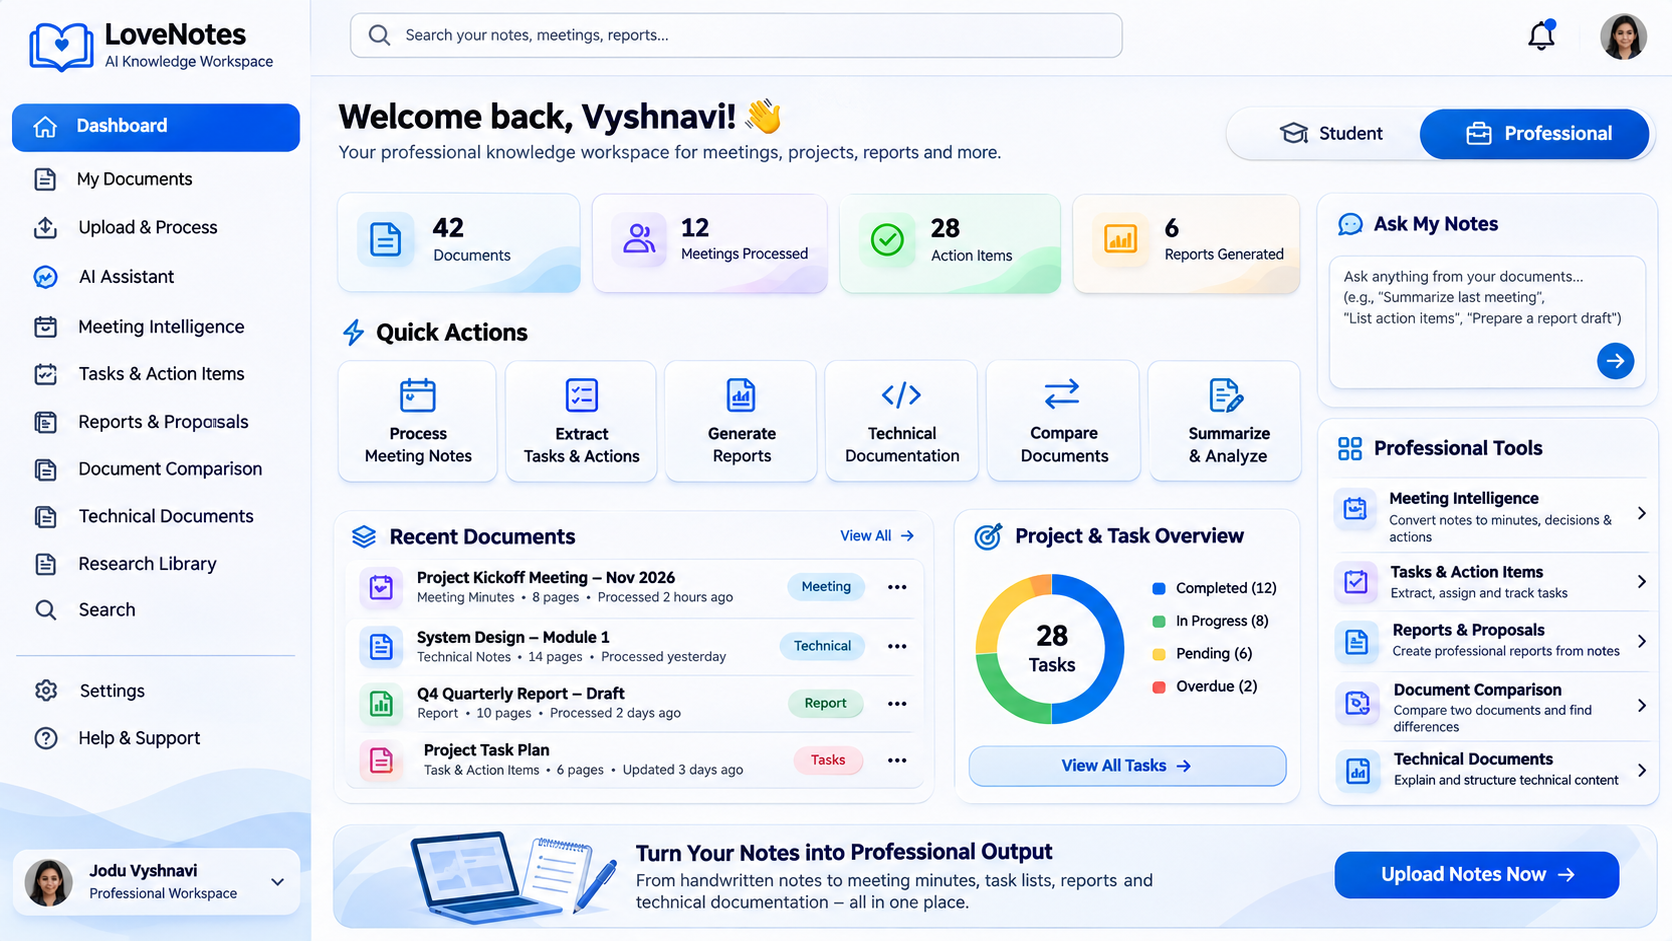 LoveNotes
AI Knowledge Workspace
Dashboard
My Documents
Upload & Process
AI Assistant
Meeting Intelligence
Tasks & Action Items
Reports & Proposals
Document Comparison
Technical Documents
Research Library
Search
Settings
Help & Support
Jodu Vyshnavi
Professional Workspace
Search your notes, meetings, reports...
Welcome back, Vyshnavi! 👋
Your professional knowledge workspace for meetings, projects, reports and more.
Student
Professional
42
Documents
12
Meetings Processed
28
Action Items
6
Reports Generated
Quick Actions
Process
Meeting Notes
Extract
Tasks & Actions
Generate
Reports
Technical
Documentation
Compare
Documents
Summarize
& Analyze
Recent Documents
View All →
Project Kickoff Meeting – Nov 2026
Meeting Minutes • 8 pages • Processed 2 hours ago
Meeting
System Design – Module 1
Technical Notes • 14 pages • Processed yesterday
Technical
Q4 Quarterly Report – Draft
Report • 10 pages • Processed 2 days ago
Report
Project Task Plan
Task & Action Items • 6 pages • Updated 3 days ago
Tasks
Project & Task Overview
28
Tasks
Completed (12)
In Progress (8)
Pending (6)
Overdue (2)
View All Tasks →
Ask My Notes
Ask anything from your documents...
(e.g., "Summarize last meeting",
"List action items", "Prepare a report draft")
Professional Tools
Meeting Intelligence
Convert notes to minutes, decisions &
actions
Tasks & Action Items
Extract, assign and track tasks
Reports & Proposals
Create professional reports from notes
Document Comparison
Compare two documents and find
differences
Technical Documents
Explain and structure technical content
Turn Your Notes into Professional Output
From handwritten notes to meeting minutes, task lists, reports and
technical documentation – all in one place.
Upload Notes Now →